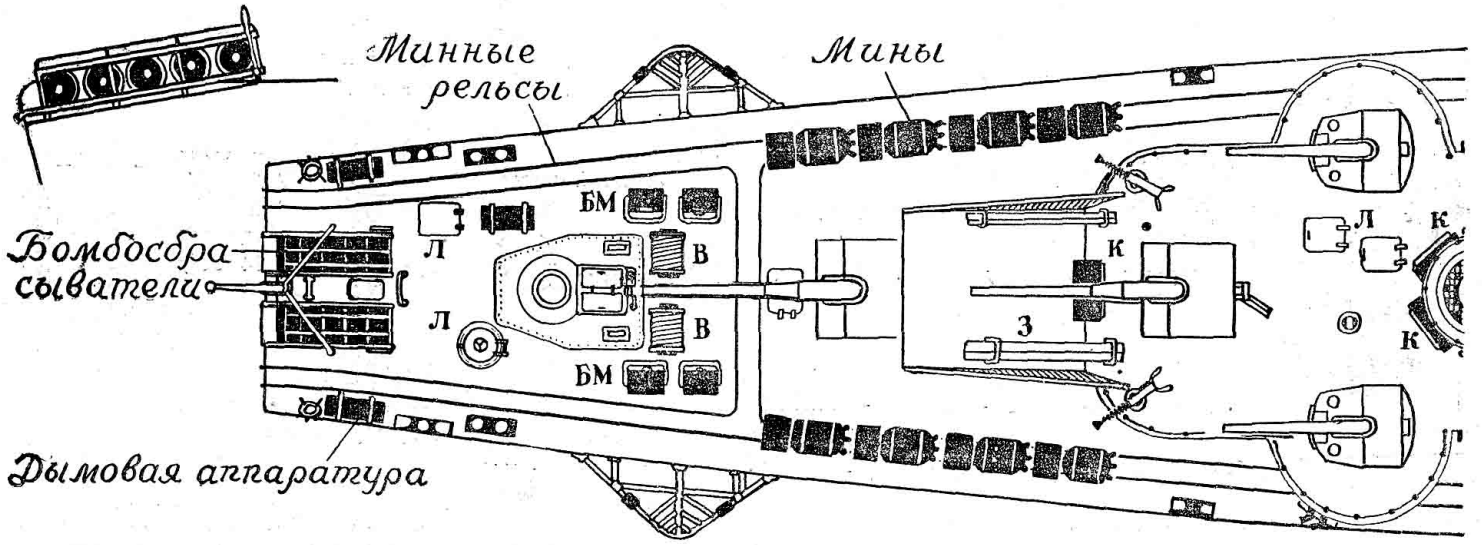 Минные
рельсы
Мины
БМ
Л
Л
К
К
Бомбосбра
сыватели
В
Л
В
З
К
БМ
Дымовая аппаратура